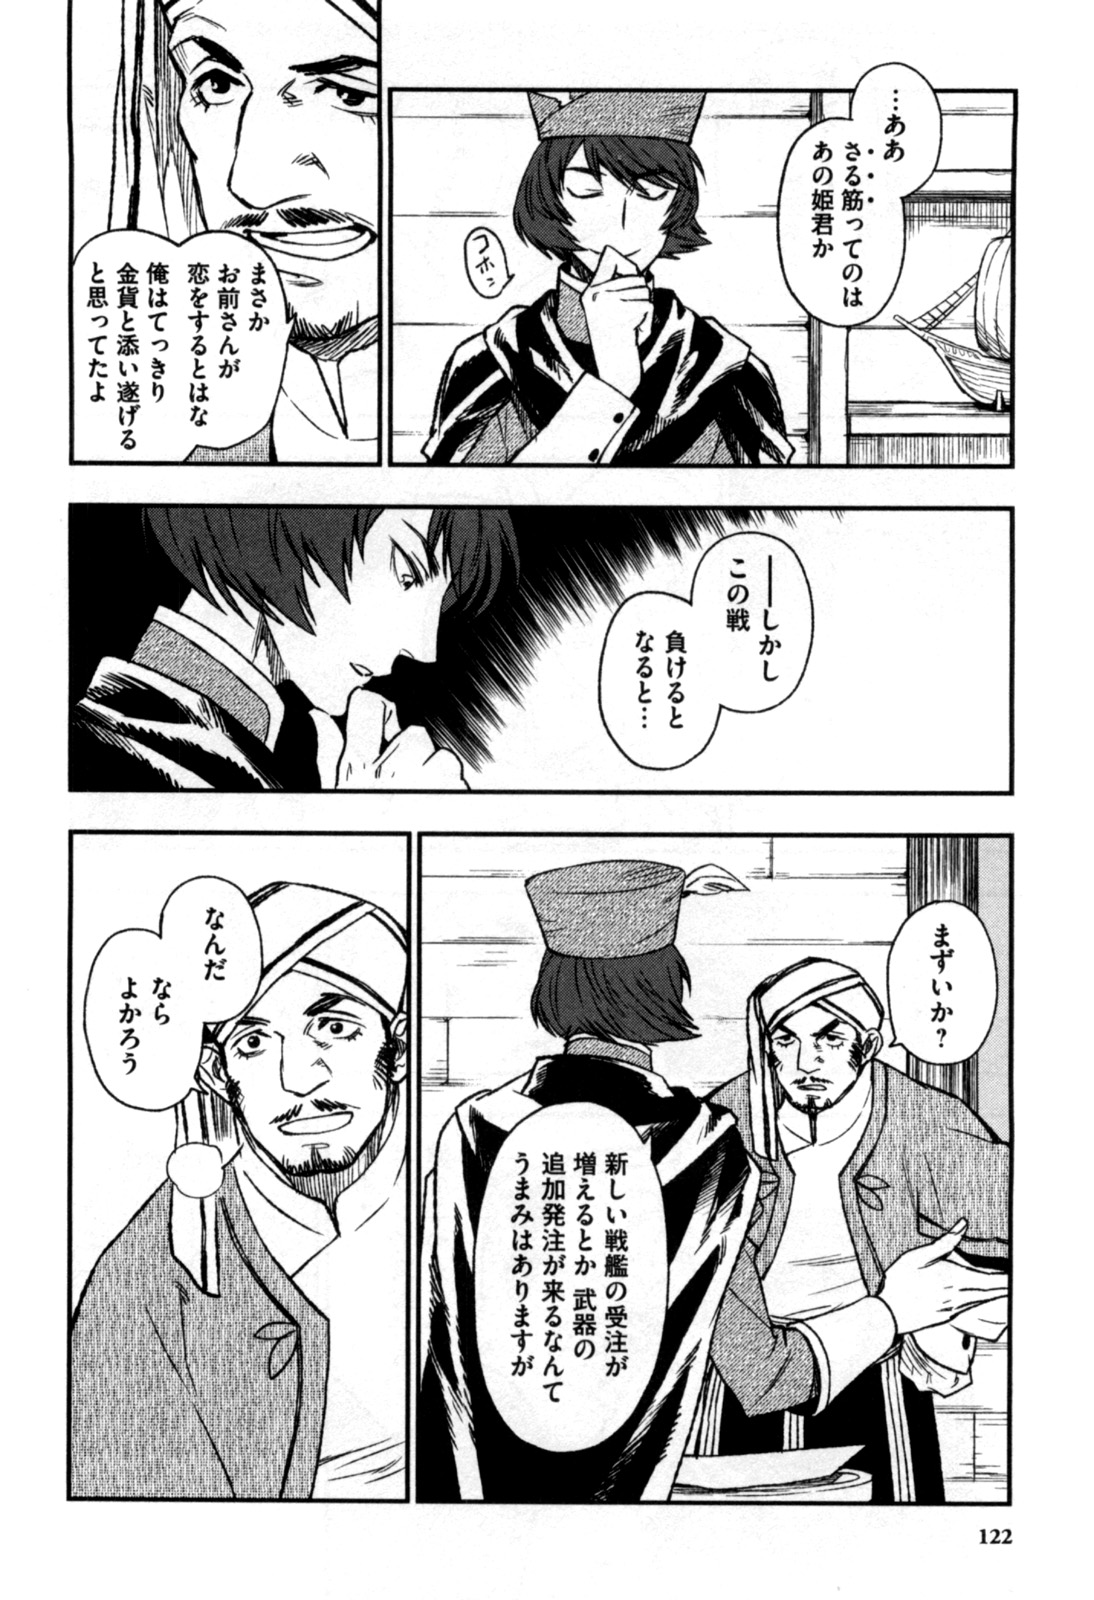 …ああ
さる筋ってのは
あの姫君か
コホン
まさか
お前さんが
恋をするとはな
俺はてっきり
金貨と添い遂げる
と思ってたよ
──しかし
この戦
負けると
なると…
まずいか?
新しい戦艦の受注が
増えるとか 武器の
追加発注が来るなんて
うまみはありますが
なんだ
なら
よかろう
122